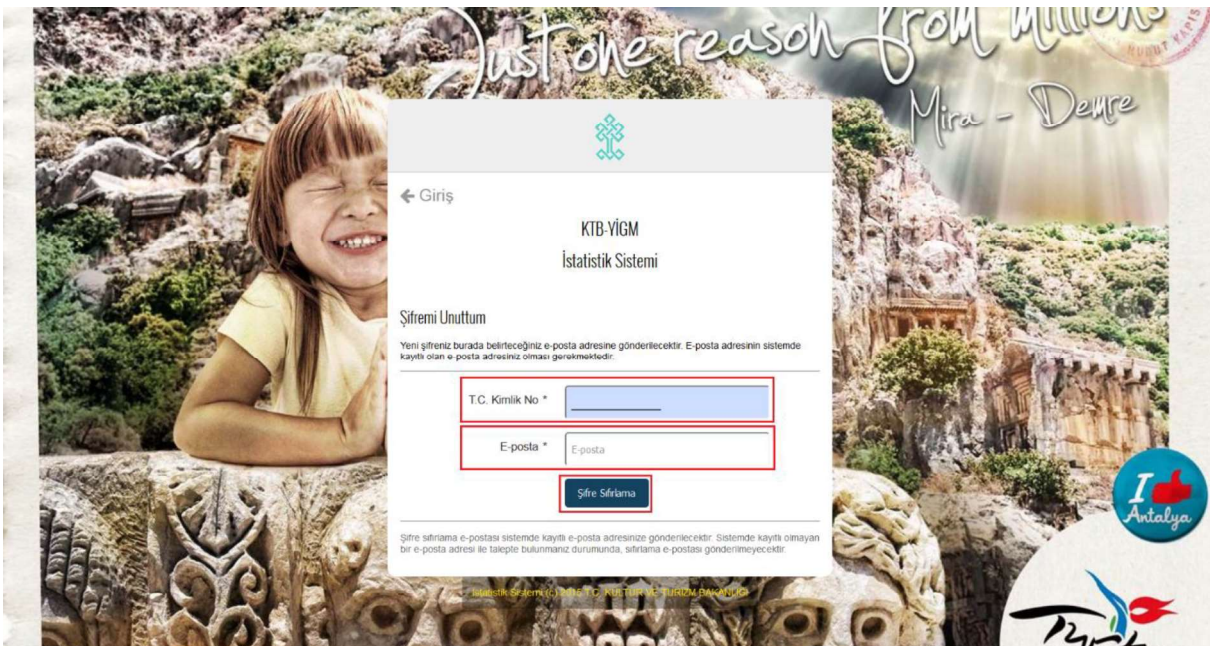 Just one reason from millions
Mira - Demre
HUDUT KAPIS
← Giriş
KTB-YİGM
İstatistik Sistemi
Şifremi Unuttum
Yeni şifreniz burada belirteceğiniz e-posta adresine gönderilecektir. E-posta adresinin sistemde
kayıtlı olan e-posta adresiniz olması gerekmektedir.
T.C. Kimlik No *
E-posta *
E-posta
Şifre Sıfırlama
Şifre sıfırlama e-postası sistemde kayıtlı e-posta adresinize gönderilecektir. Sistemde kayıtlı olmayan
bir e-posta adresi ile talepte bulunmanız durumunda, sıfırlama e-postası gönderilmeyecektir.
İstatistik Sistemi (c) 2015 T.C. KÜLTÜR VE TURİZM BAKANLIĞI
I
Antalya